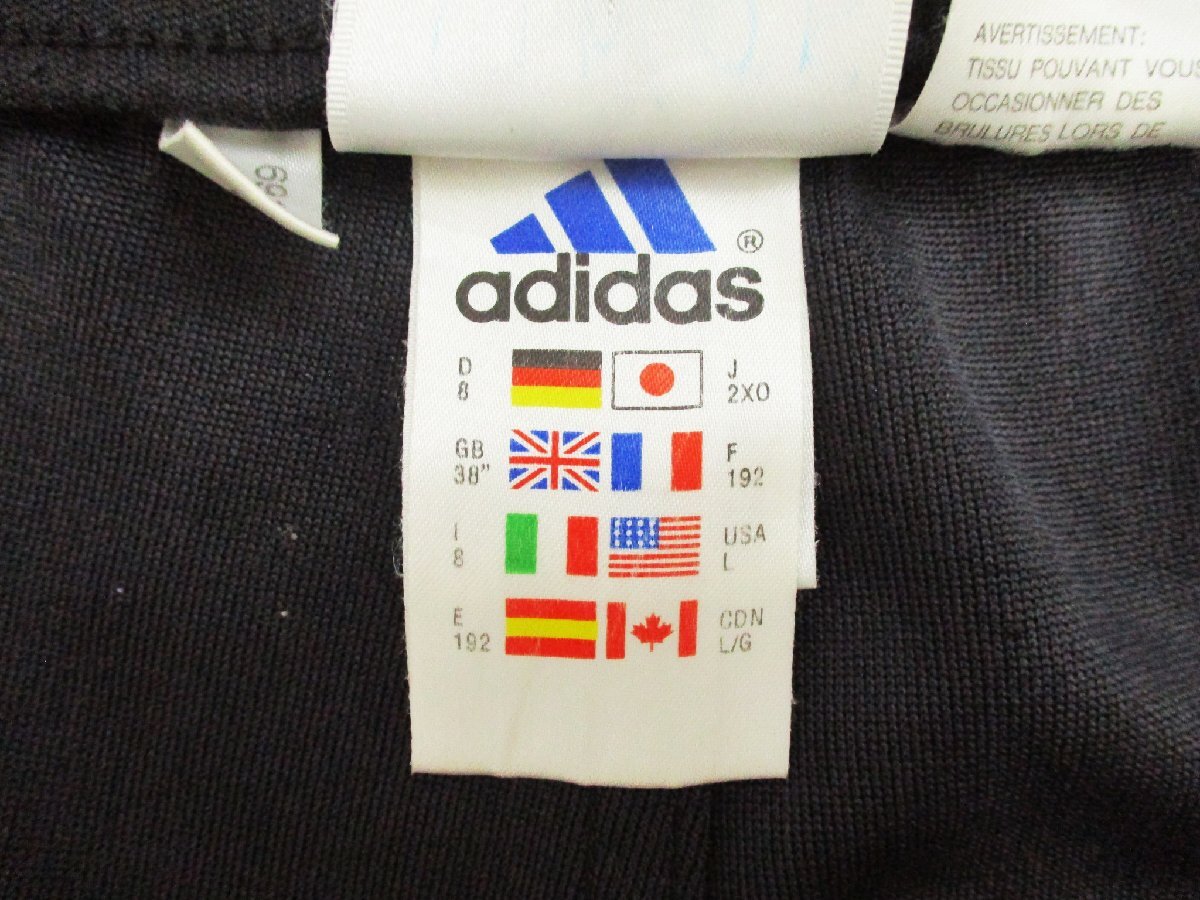 AVERTISSEMENT:
TISSU POUVANT VOUS
OCCASIONNER DES
BRULURES LORS DE
69
adidas ®
D
8
J
2XO
GB
38"
F
192
I
8
USA
L
E
192
CDN
L/G